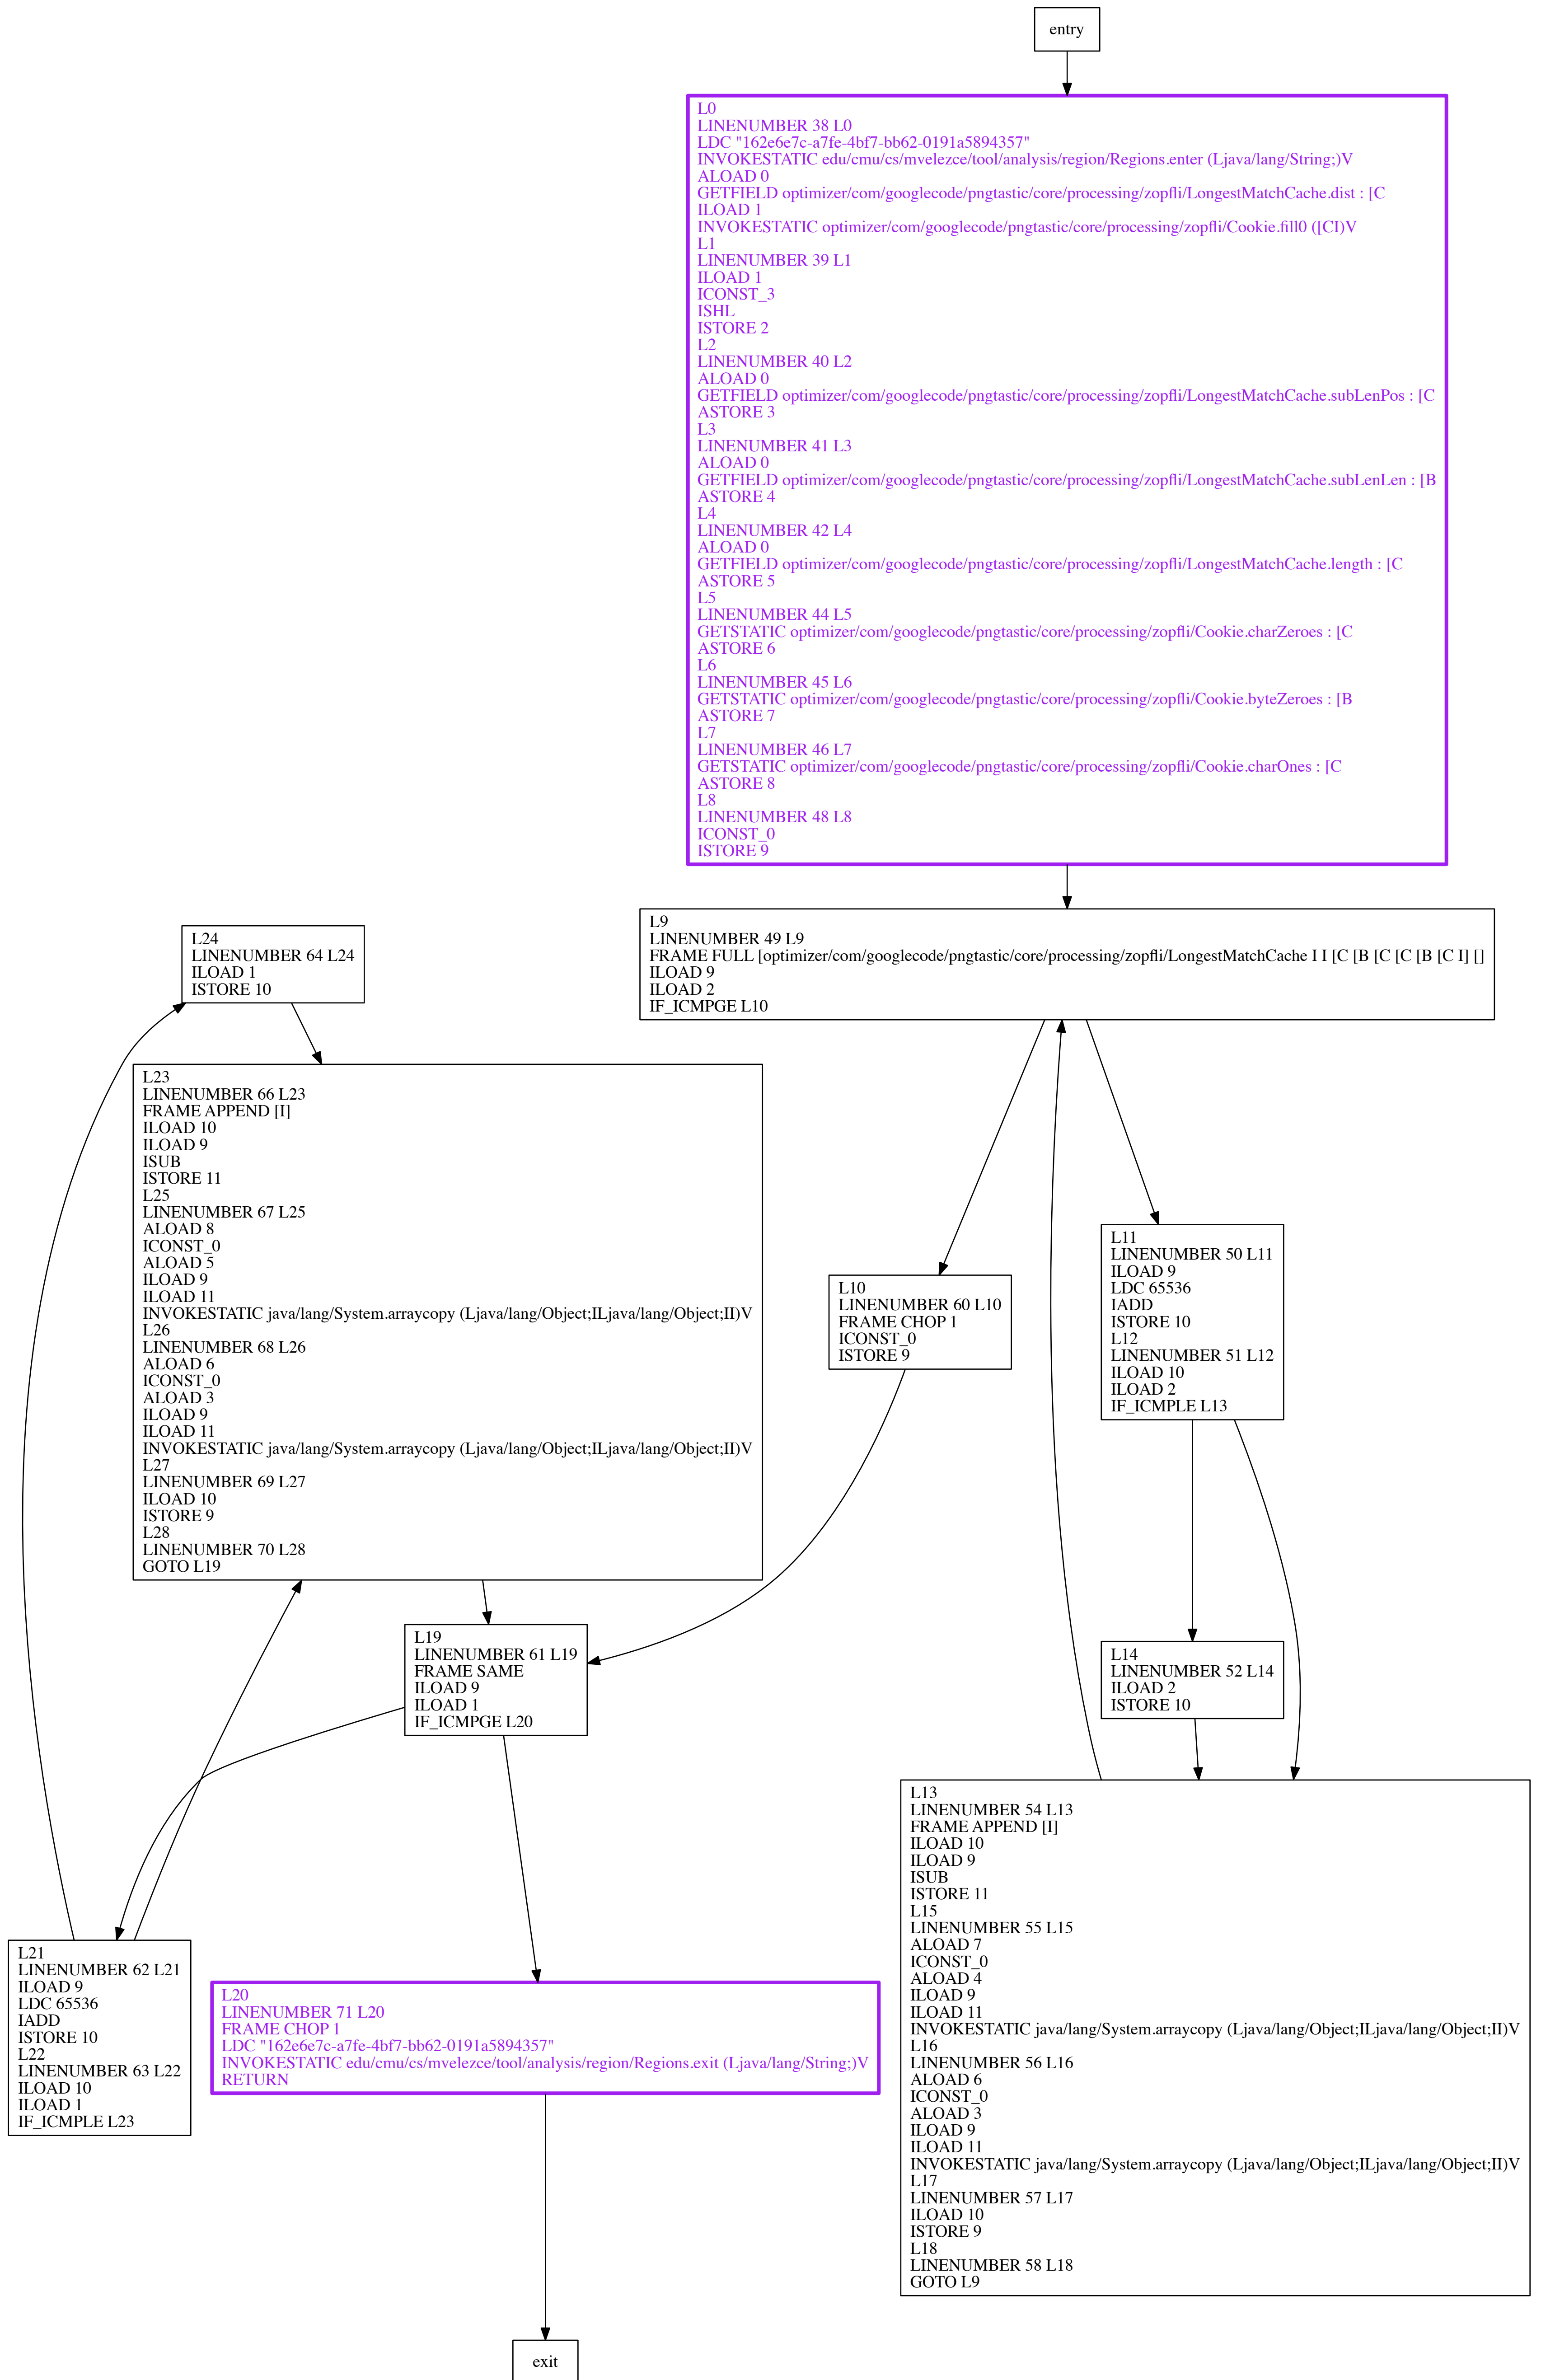 entry
L0
LINENUMBER 38 L0
LDC "162e6e7c-a7fe-4bf7-bb62-0191a5894357"
INVOKESTATIC edu/cmu/cs/mvelezce/tool/analysis/region/Regions.enter (Ljava/lang/String;)V
ALOAD 0
GETFIELD optimizer/com/googlecode/pngtastic/core/processing/zopfli/LongestMatchCache.dist : [C
ILOAD 1
INVOKESTATIC optimizer/com/googlecode/pngtastic/core/processing/zopfli/Cookie.fill0 ([CI)V
L1
LINENUMBER 39 L1
ILOAD 1
ICONST_3
ISHL
ISTORE 2
L2
LINENUMBER 40 L2
ALOAD 0
GETFIELD optimizer/com/googlecode/pngtastic/core/processing/zopfli/LongestMatchCache.subLenPos : [C
ASTORE 3
L3
LINENUMBER 41 L3
ALOAD 0
GETFIELD optimizer/com/googlecode/pngtastic/core/processing/zopfli/LongestMatchCache.subLenLen : [B
ASTORE 4
L4
LINENUMBER 42 L4
ALOAD 0
GETFIELD optimizer/com/googlecode/pngtastic/core/processing/zopfli/LongestMatchCache.length : [C
ASTORE 5
L5
LINENUMBER 44 L5
GETSTATIC optimizer/com/googlecode/pngtastic/core/processing/zopfli/Cookie.charZeroes : [C
ASTORE 6
L6
LINENUMBER 45 L6
GETSTATIC optimizer/com/googlecode/pngtastic/core/processing/zopfli/Cookie.byteZeroes : [B
ASTORE 7
L7
LINENUMBER 46 L7
GETSTATIC optimizer/com/googlecode/pngtastic/core/processing/zopfli/Cookie.charOnes : [C
ASTORE 8
L8
LINENUMBER 48 L8
ICONST_0
ISTORE 9
L9
LINENUMBER 49 L9
FRAME FULL [optimizer/com/googlecode/pngtastic/core/processing/zopfli/LongestMatchCache I I [C [B [C [C [B [C I] []
ILOAD 9
ILOAD 2
IF_ICMPGE L10
L24
LINENUMBER 64 L24
ILOAD 1
ISTORE 10
L23
LINENUMBER 66 L23
FRAME APPEND [I]
ILOAD 10
ILOAD 9
ISUB
ISTORE 11
L25
LINENUMBER 67 L25
ALOAD 8
ICONST_0
ALOAD 5
ILOAD 9
ILOAD 11
INVOKESTATIC java/lang/System.arraycopy (Ljava/lang/Object;ILjava/lang/Object;II)V
L26
LINENUMBER 68 L26
ALOAD 6
ICONST_0
ALOAD 3
ILOAD 9
ILOAD 11
INVOKESTATIC java/lang/System.arraycopy (Ljava/lang/Object;ILjava/lang/Object;II)V
L27
LINENUMBER 69 L27
ILOAD 10
ISTORE 9
L28
LINENUMBER 70 L28
GOTO L19
L10
LINENUMBER 60 L10
FRAME CHOP 1
ICONST_0
ISTORE 9
L11
LINENUMBER 50 L11
ILOAD 9
LDC 65536
IADD
ISTORE 10
L12
LINENUMBER 51 L12
ILOAD 10
ILOAD 2
IF_ICMPLE L13
L19
LINENUMBER 61 L19
FRAME SAME
ILOAD 9
ILOAD 1
IF_ICMPGE L20
L14
LINENUMBER 52 L14
ILOAD 2
ISTORE 10
L13
LINENUMBER 54 L13
FRAME APPEND [I]
ILOAD 10
ILOAD 9
ISUB
ISTORE 11
L15
LINENUMBER 55 L15
ALOAD 7
ICONST_0
ALOAD 4
ILOAD 9
ILOAD 11
INVOKESTATIC java/lang/System.arraycopy (Ljava/lang/Object;ILjava/lang/Object;II)V
L16
LINENUMBER 56 L16
ALOAD 6
ICONST_0
ALOAD 3
ILOAD 9
ILOAD 11
INVOKESTATIC java/lang/System.arraycopy (Ljava/lang/Object;ILjava/lang/Object;II)V
L17
LINENUMBER 57 L17
ILOAD 10
ISTORE 9
L18
LINENUMBER 58 L18
GOTO L9
L21
LINENUMBER 62 L21
ILOAD 9
LDC 65536
IADD
ISTORE 10
L22
LINENUMBER 63 L22
ILOAD 10
ILOAD 1
IF_ICMPLE L23
L20
LINENUMBER 71 L20
FRAME CHOP 1
LDC "162e6e7c-a7fe-4bf7-bb62-0191a5894357"
INVOKESTATIC edu/cmu/cs/mvelezce/tool/analysis/region/Regions.exit (Ljava/lang/String;)V
RETURN
exit